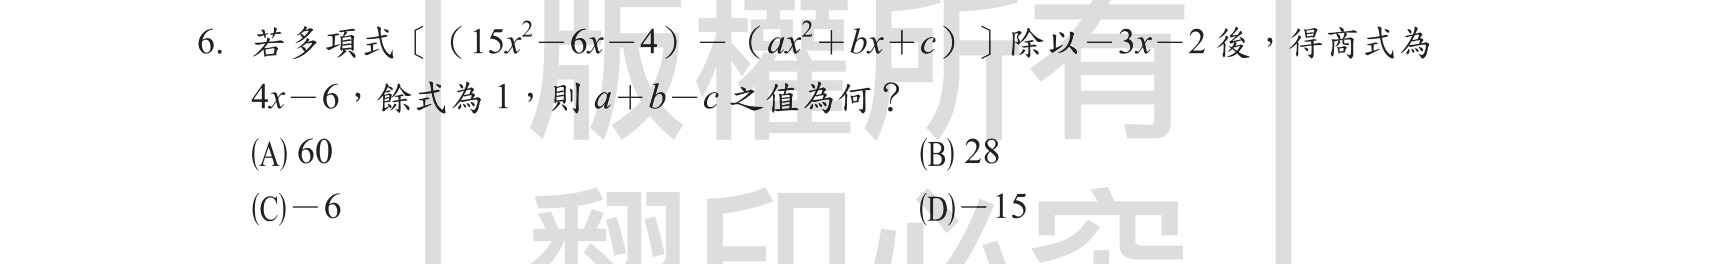 6. 若多項式〔(15x²－6x－4)－(ax²＋bx＋c)〕除以－3x－2後，得商式為
4x－6，餘式為1，則a＋b－c之值為何？
(A) 60 (B) 28
(C)－6 (D)－15
版權所有
翻印必究